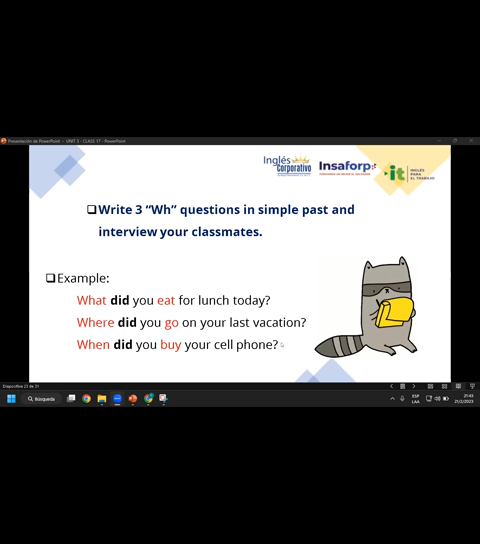 Presentación de PowerPoint - UNIT 3 - CLASS 17 - PowerPoint
Inglés
Corporativo
Insaforp
it
INGLÉS
PARA
EL TRABAJO
❑Write 3 “Wh” questions in simple past and
interview your classmates.
❑Example:
What did you eat for lunch today?
Where did you go on your last vacation?
When did you buy your cell phone?
Diapositiva 23 de 31
Búsqueda
ESP
LAA
21:43
21/2/2023